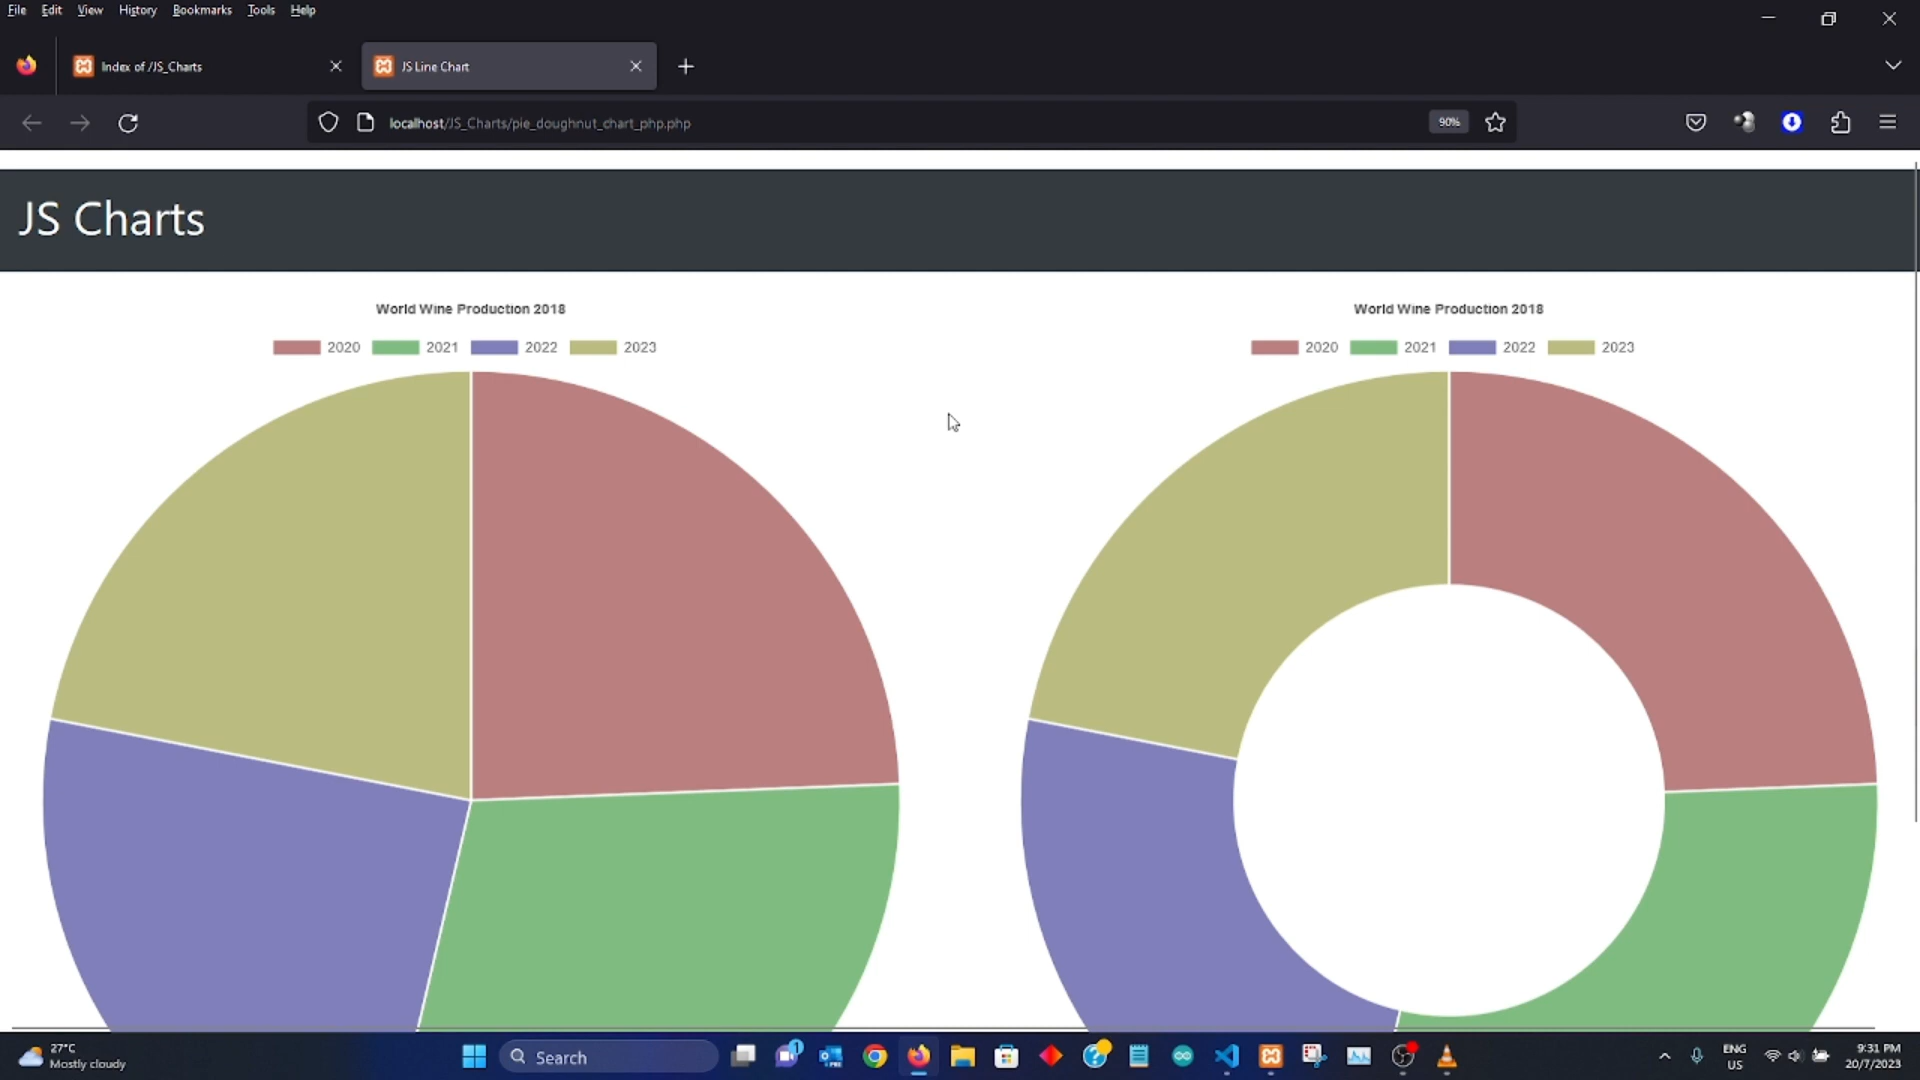 File Edit View History Bookmarks Tools Help
Index of /JS_Charts
JS Line Chart
localhost/JS_Charts/pie_doughnut_chart_php.php
90%
JS Charts
World Wine Production 2018
2020 2021 2022 2023
World Wine Production 2018
2020 2021 2022 2023
27°C
Mostly cloudy
Search
1
ENG
US
9:31 PM
20/7/2023